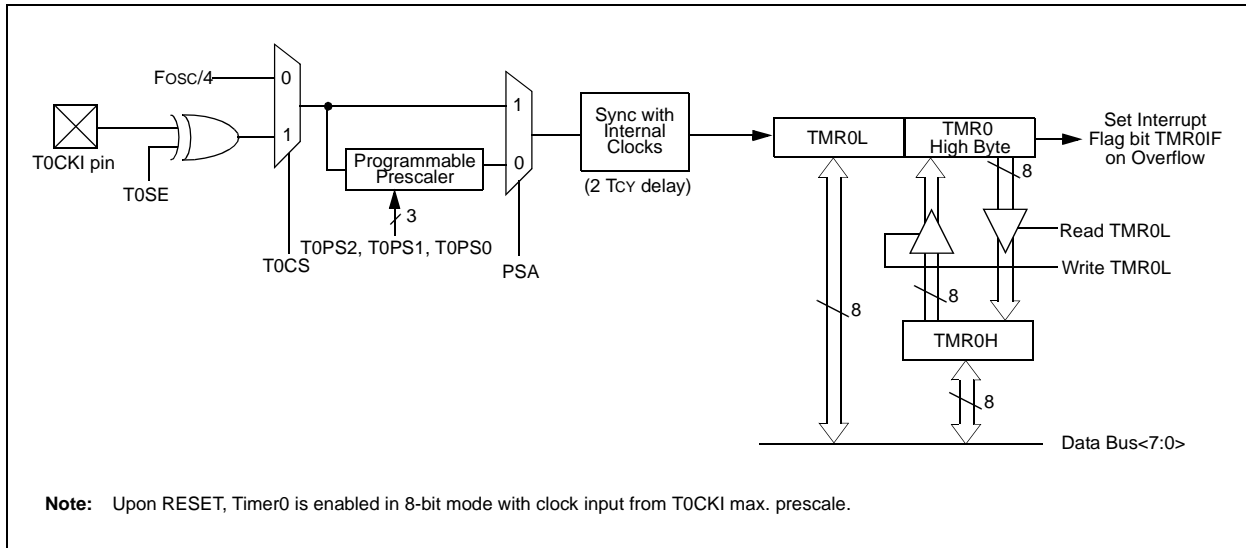 FOSC/4
0
1
T0CKI pin
T0SE
T0CS
Programmable
Prescaler
3
T0PS2, T0PS1, T0PS0
1
0
PSA
Sync with
Internal
Clocks
(2 TCY delay)
TMR0L
TMR0
High Byte
Set Interrupt
Flag bit TMR0IF
on Overflow
8
Read TMR0L
Write TMR0L
8
8
TMR0H
8
Data Bus<7:0>
Note: Upon RESET, Timer0 is enabled in 8-bit mode with clock input from T0CKI max. prescale.